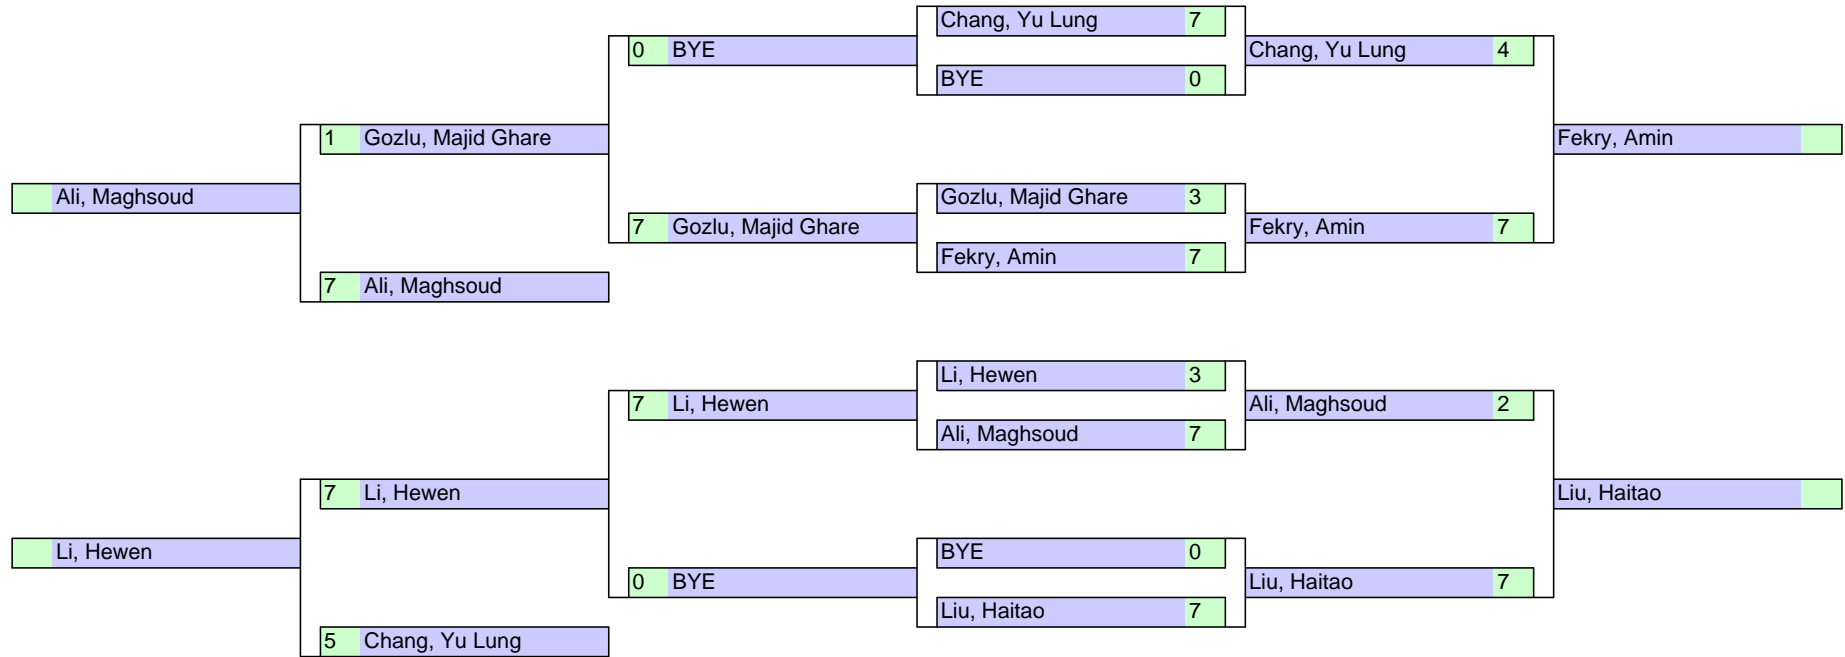 Chang, Yu Lung 7
0 BYE Chang, Yu Lung 4
BYE 0
1 Gozlu, Majid Ghare Fekry, Amin
Ali, Maghsoud Gozlu, Majid Ghare 3
7 Gozlu, Majid Ghare Fekry, Amin 7
Fekry, Amin 7
7 Ali, Maghsoud
Li, Hewen 3
7 Li, Hewen Ali, Maghsoud 2
Ali, Maghsoud 7
7 Li, Hewen Liu, Haitao
Li, Hewen BYE 0
0 BYE Liu, Haitao 7
Liu, Haitao 7
5 Chang, Yu Lung